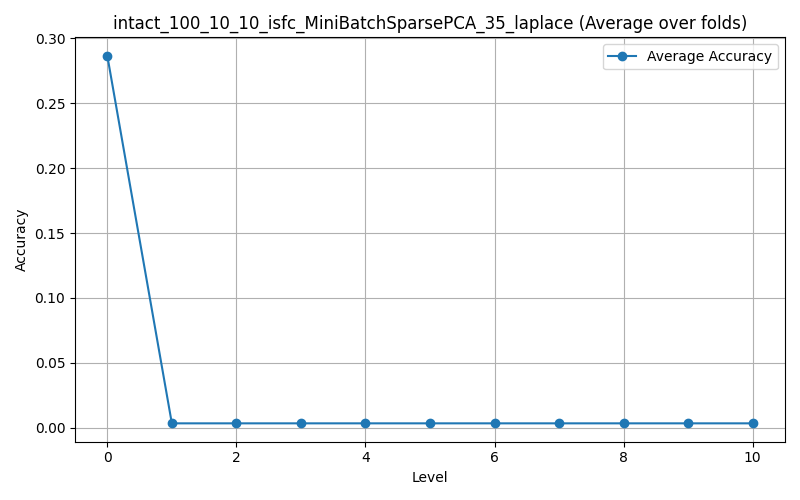 intact_100_10_10_isfc_MiniBatchSparsePCA_35_laplace (Average over folds)
Average Accuracy
Accuracy
0.30
0.25
0.20
0.15
0.10
0.05
0.00
0 2 4 6 8 10
Level